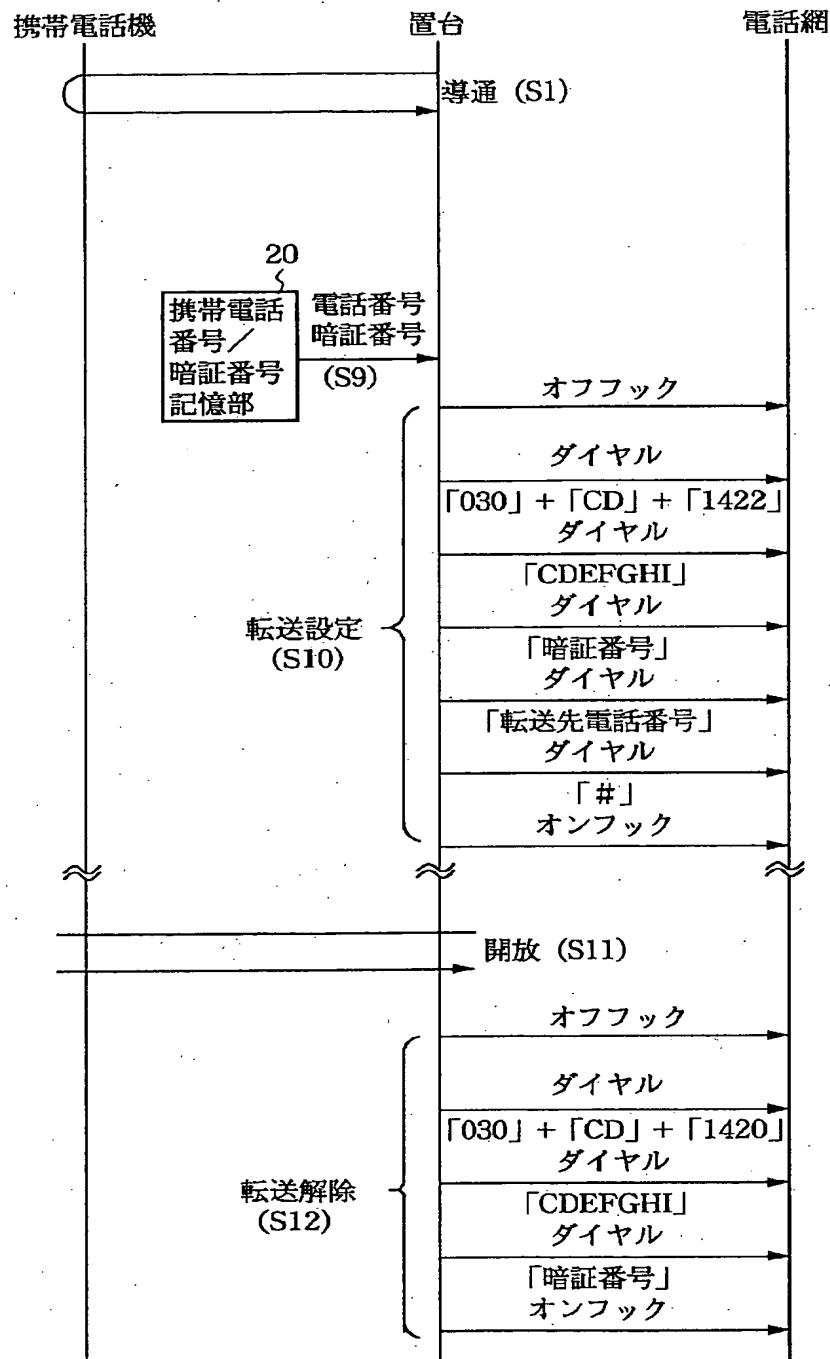 携帯電話機
置台
電話網
導通 (S1)
20
携帯電話
番号／
暗証番号
記憶部
電話番号
暗証番号
(S9)
オフフック
ダイヤル
「030」+「CD」+「1422」
ダイヤル
「CDEFGHI」
ダイヤル
「暗証番号」
ダイヤル
「転送先電話番号」
ダイヤル
「#」
オンフック
転送設定
(S10)
開放 (S11)
オフフック
ダイヤル
「030」+「CD」+「1420」
ダイヤル
「CDEFGHI」
ダイヤル
「暗証番号」
オンフック
転送解除
(S12)